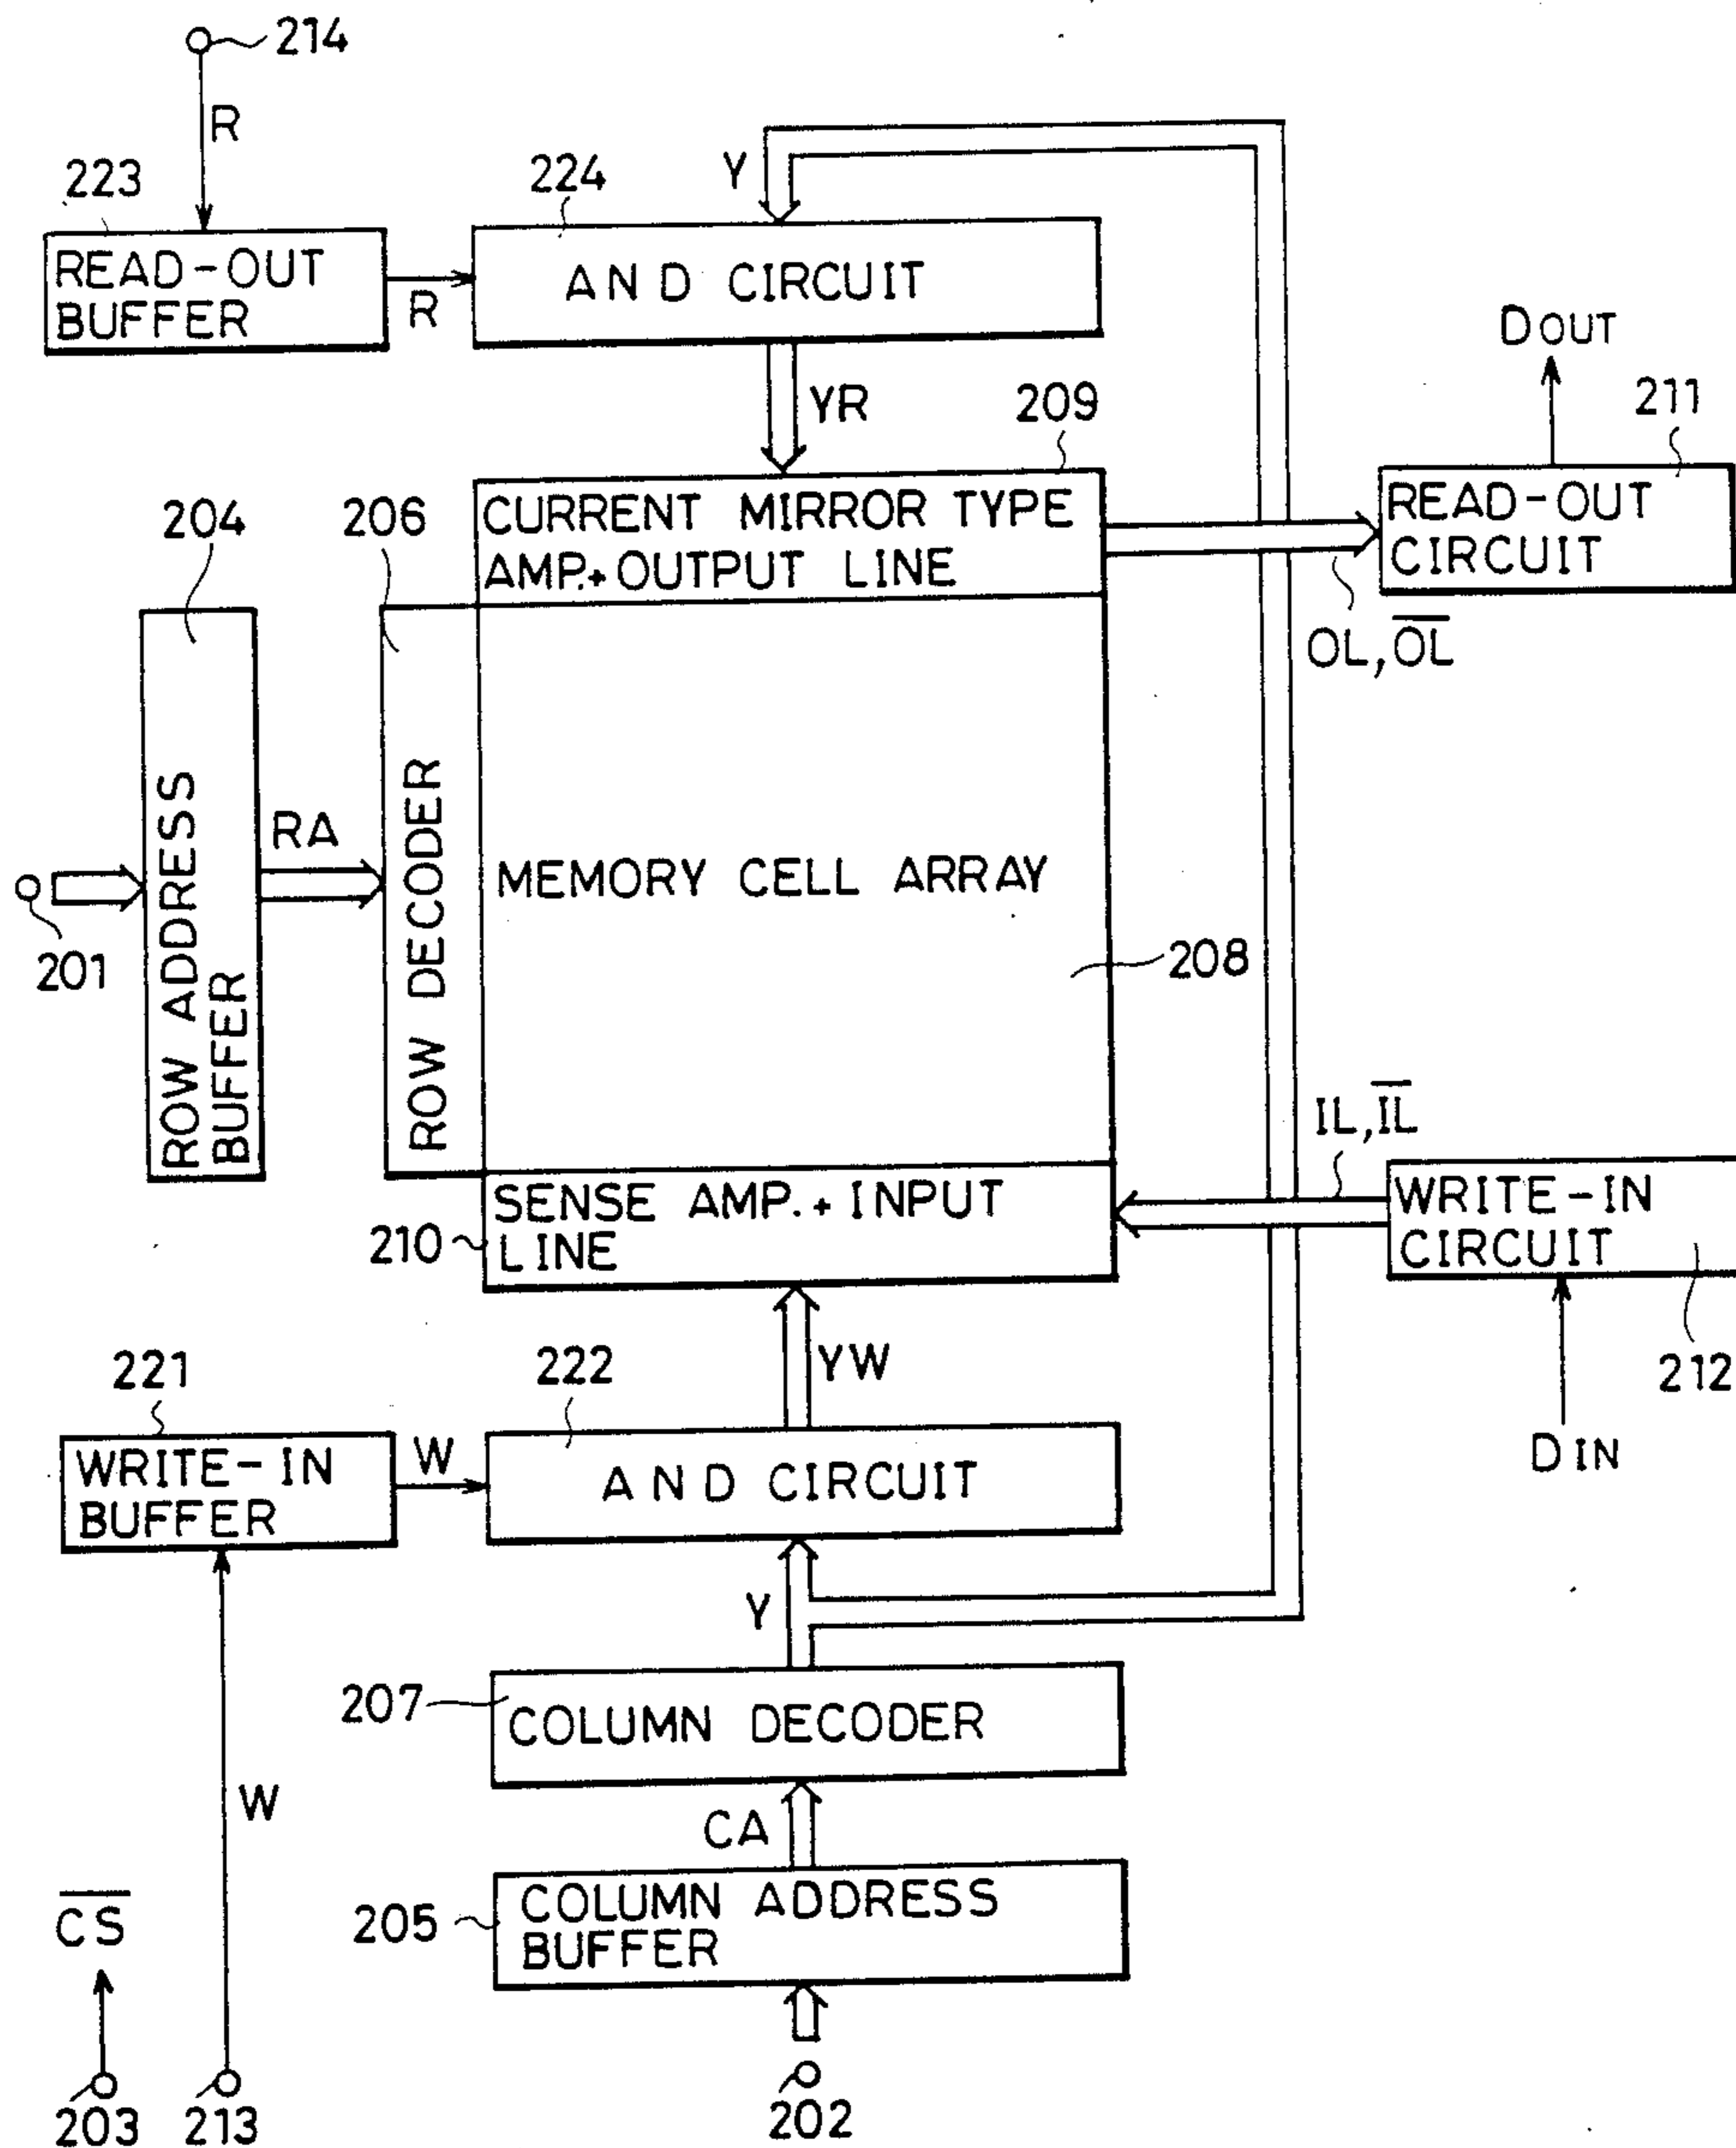 214
R
223
224
Y
READ-OUT
BUFFER
R
AND CIRCUIT
DOUT
YR
209
211
204
206
CURRENT MIRROR TYPE
AMP.+OUTPUT LINE
READ-OUT
CIRCUIT
OL, O̅L̅
ROW ADDRESS
BUFFER
RA
ROW DECODER
MEMORY CELL ARRAY
201
208
IL, I̅L̅
SENSE AMP.+INPUT
LINE
210
WRITE-IN
CIRCUIT
212
YW
221
222
WRITE-IN
BUFFER
W
AND CIRCUIT
DIN
Y
207
COLUMN DECODER
W
CA
C̅S̅
205
COLUMN ADDRESS
BUFFER
203
213
202